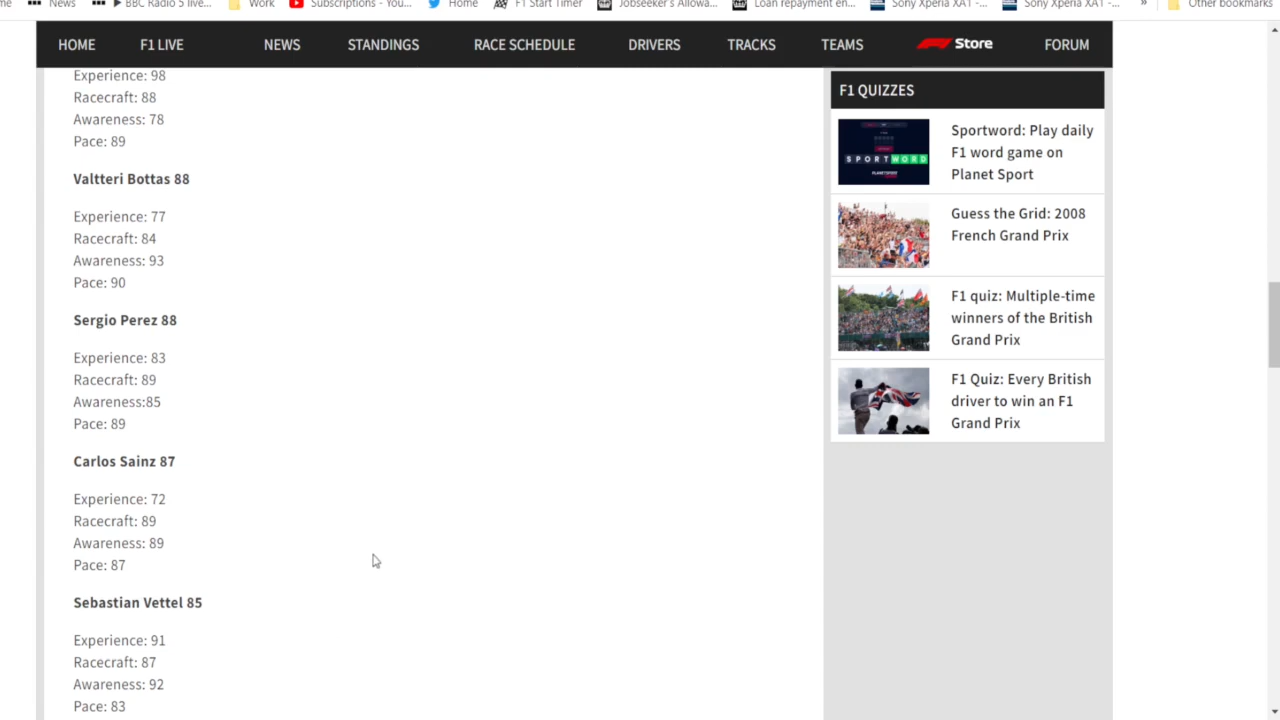 News
BBC Radio 5 live...
Work
Subscriptions - You...
Home
F1 Start Timer
Jobseeker's Allowa...
Loan repayment en...
Sony Xperia XA1 -...
Sony Xperia XA1 -...
»
Other bookmarks
HOME
F1 LIVE
NEWS
STANDINGS
RACE SCHEDULE
DRIVERS
TRACKS
TEAMS
Store
FORUM
Experience: 98
Racecraft: 88
Awareness: 78
Pace: 89
Valtteri Bottas 88
Experience: 77
Racecraft: 84
Awareness: 93
Pace: 90
Sergio Perez 88
Experience: 83
Racecraft: 89
Awareness:85
Pace: 89
Carlos Sainz 87
Experience: 72
Racecraft: 89
Awareness: 89
Pace: 87
Sebastian Vettel 85
Experience: 91
Racecraft: 87
Awareness: 92
Pace: 83
F1 QUIZZES
SPORTWORD
Sportword: Play daily
F1 word game on
Planet Sport
Guess the Grid: 2008
French Grand Prix
F1 quiz: Multiple-time
winners of the British
Grand Prix
F1 Quiz: Every British
driver to win an F1
Grand Prix